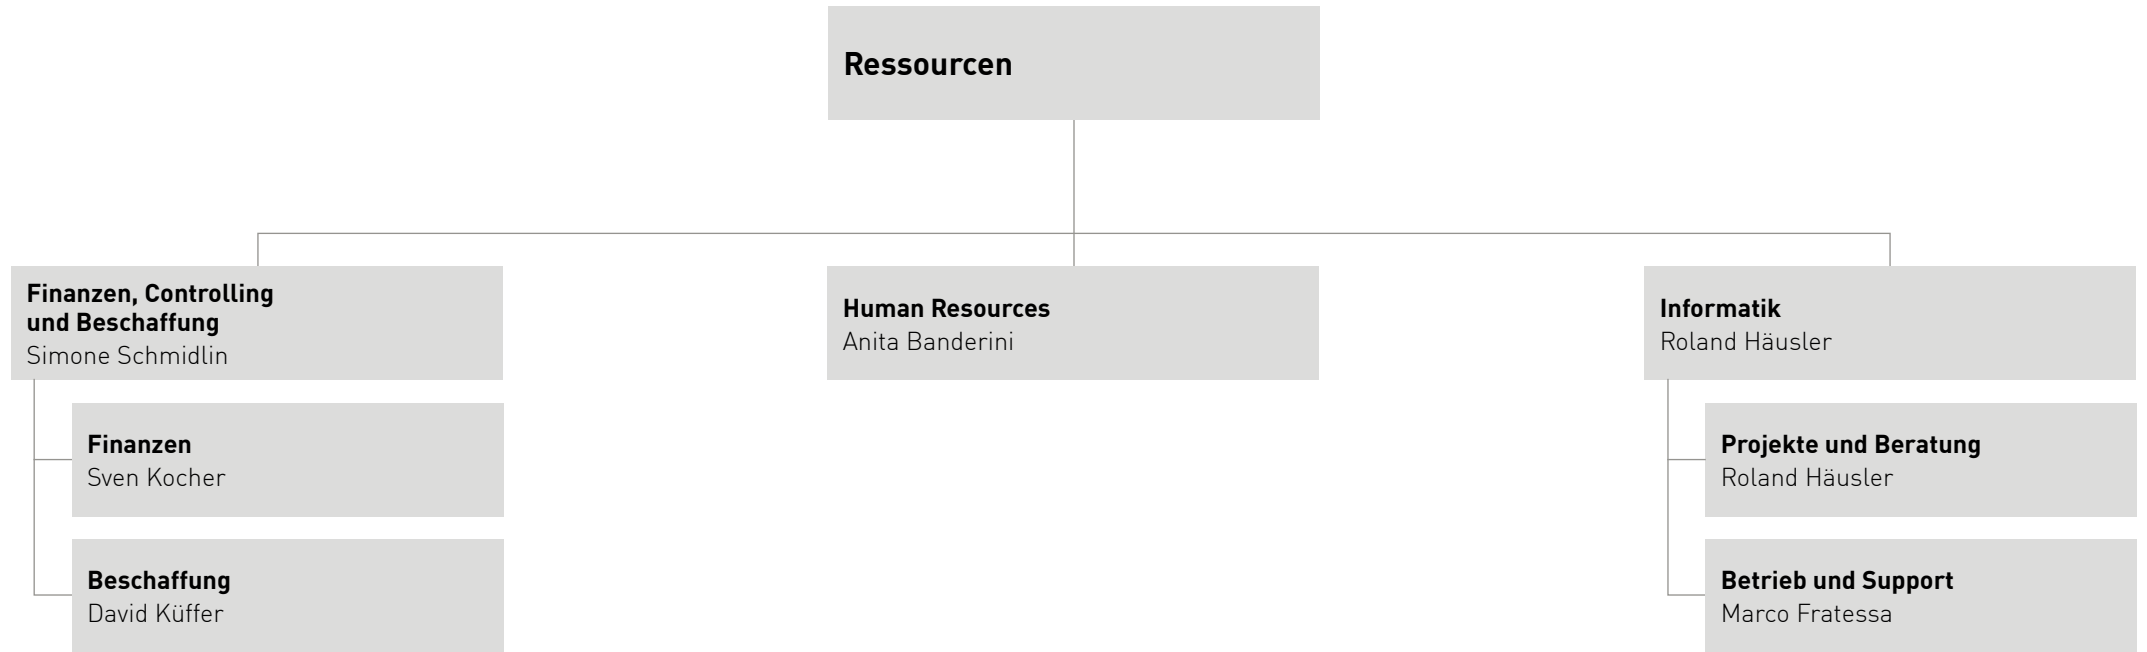 Ressourcen
Finanzen, Controlling
und Beschaffung
Simone Schmidlin
Finanzen
Sven Kocher
Beschaffung
David Küffer
Human Resources
Anita Banderini
Informatik
Roland Häusler
Projekte und Beratung
Roland Häusler
Betrieb und Support
Marco Fratessa